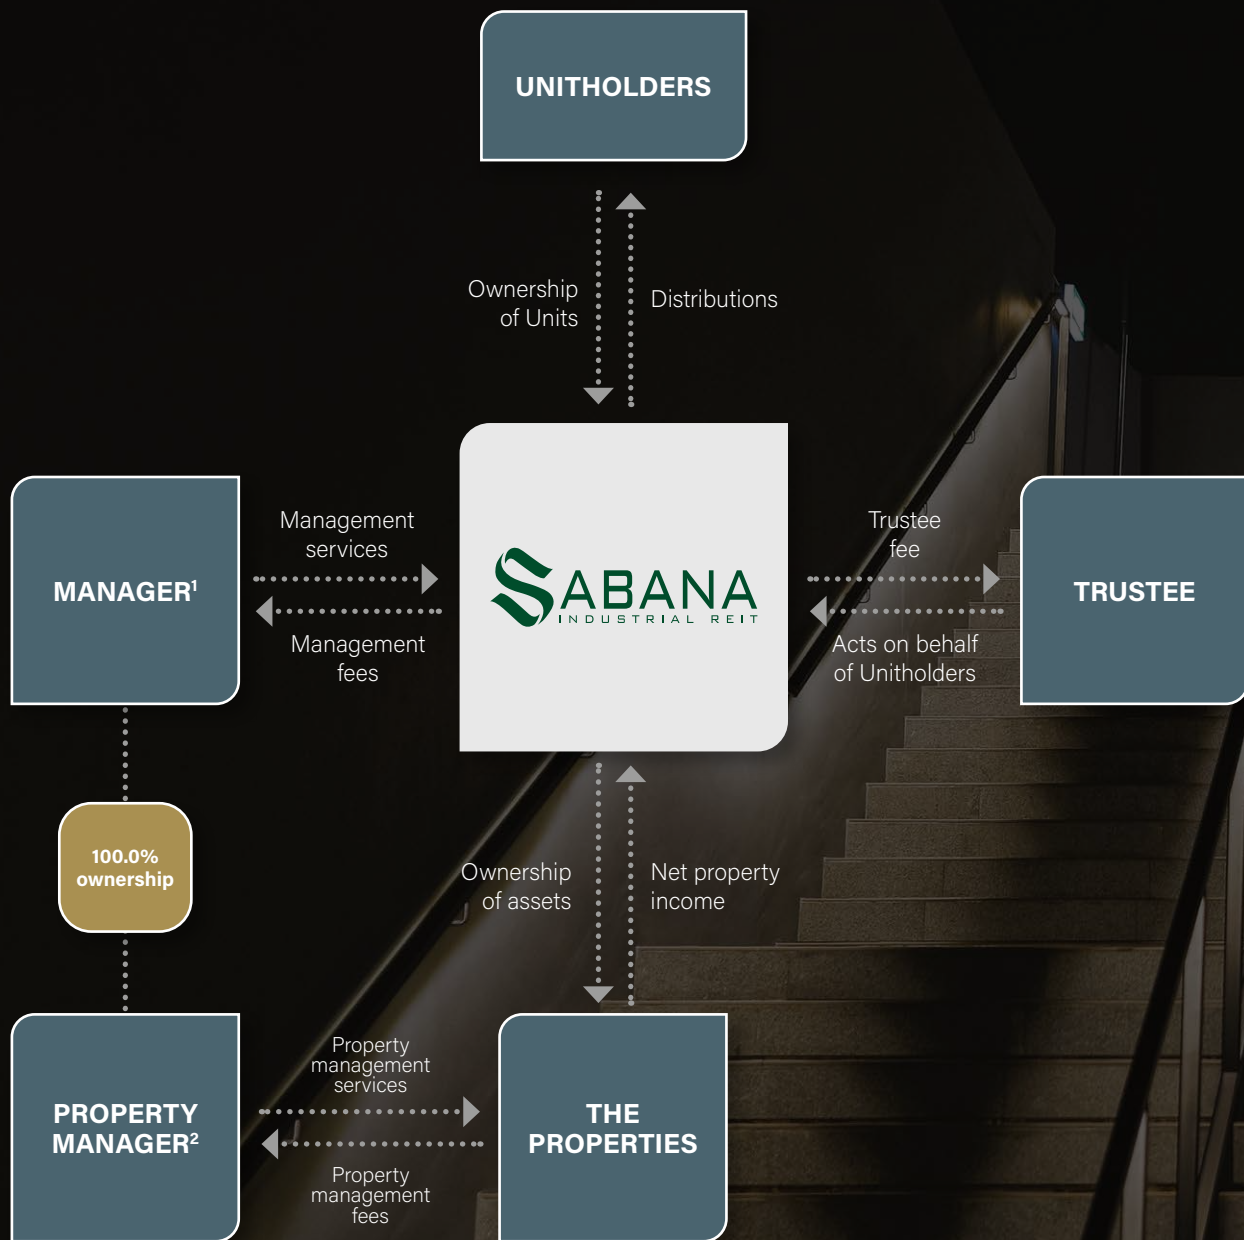 UNITHOLDERS
Ownership
of Units
Distributions
Management
services
Trustee
fee
MANAGER¹
SABANA
INDUSTRIAL REIT
TRUSTEE
Management
fees
Acts on behalf
of Unitholders
100.0%
ownership
Ownership
of assets
Net property
income
Property
management
services
PROPERTY
MANAGER²
THE
PROPERTIES
Property
management
fees